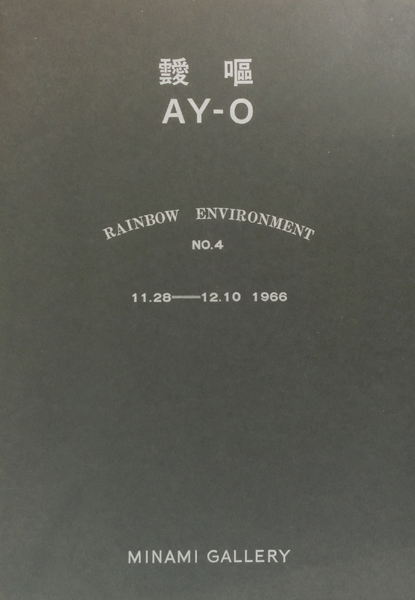 靉嘔
AY-O
RAINBOW ENVIRONMENT
NO.4
11.28——12.10 1966
MINAMI GALLERY